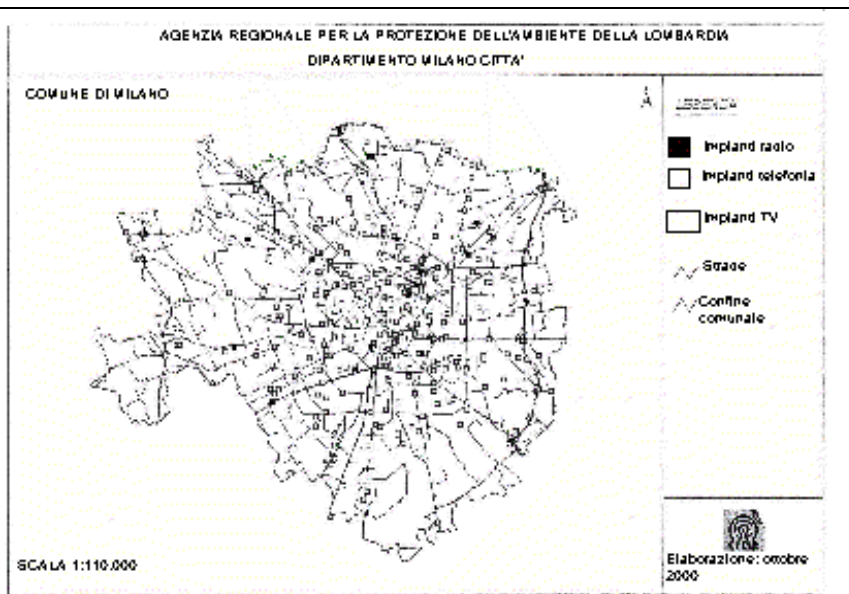 AGENZIA REGIONALE PER LA PROTEZIONE DELL'AMBIENTE DELLA LOMBARDIA
DIPARTIMENTO MILANO CITTA'
COMUNE DI MILANO
LEGENDA
Impianti radio
Impianti telefonia
Impianti TV
Strade
Confine
comunale
SCALA 1:110.000
Elaborazione: ottobre
2000